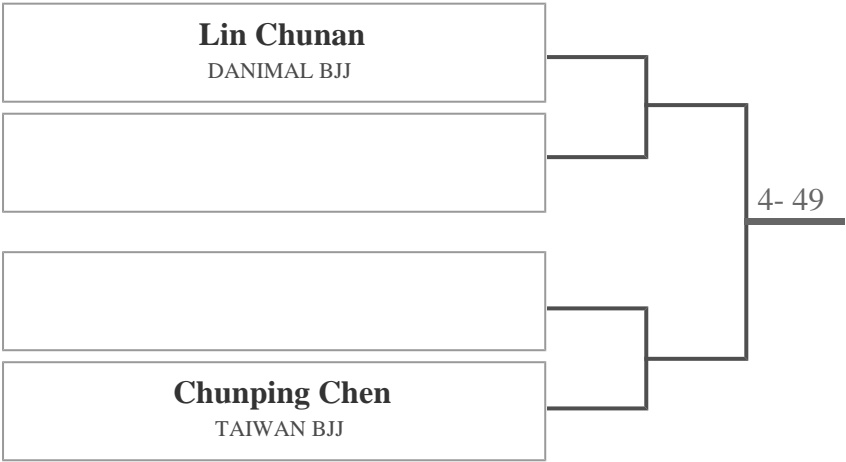 Lin Chunan
DANIMAL BJJ
4- 49
Chunping Chen
TAIWAN BJJ